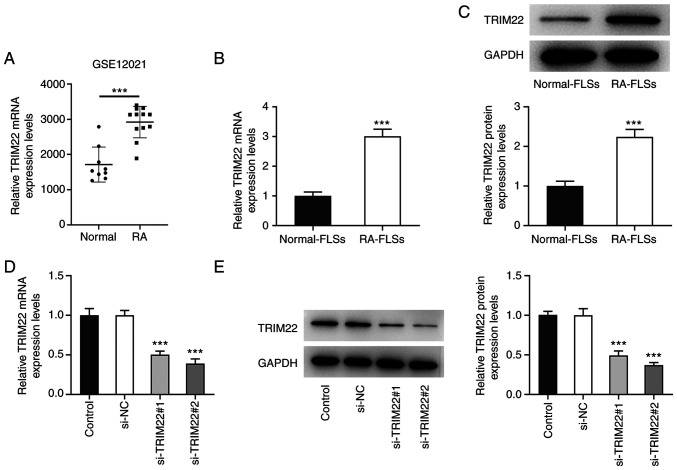 A
GSE12021
Relative TRIM22 mRNA
expression levels
4000
3000
2000
1000
0
***
Normal
RA
B
Relative TRIM22 mRNA
expression levels
4
3
2
1
0
***
Normal-FLSs
RA-FLSs
C
TRIM22
GAPDH
Normal-FLSs
RA-FLSs
Relative TRIM22 protein
expression levels
3
2
1
0
***
Normal-FLSs
RA-FLSs
D
Relative TRIM22 mRNA
expression levels
1.5
1.0
0.5
0.0
***
***
Control
si-NC
si-TRIM22#1
si-TRIM22#2
E
TRIM22
GAPDH
Control
si-NC
si-TRIM22#1
si-TRIM22#2
Relative TRIM22 protein
expression levels
1.5
1.0
0.5
0.0
***
***
Control
si-NC
si-TRIM22#1
si-TRIM22#2